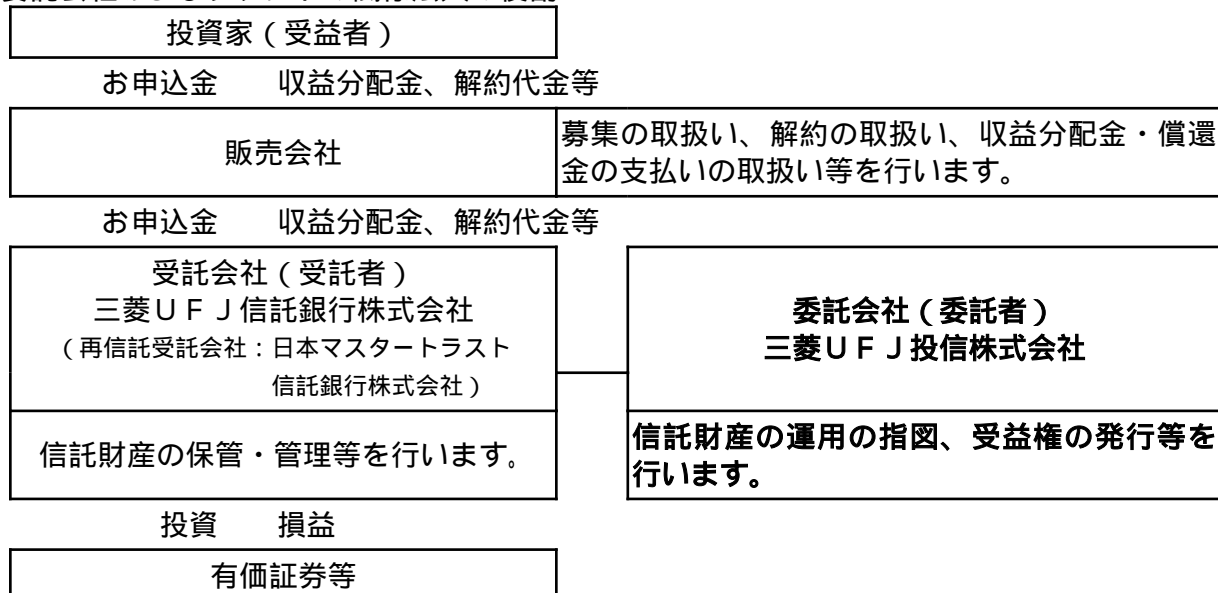 投資家（受益者）
お申込金　収益分配金、解約代金等
販売会社
募集の取扱い、解約の取扱い、収益分配金・償還
金の支払いの取扱い等を行います。
お申込金　収益分配金、解約代金等
受託会社（受託者）
三菱ＵＦＪ信託銀行株式会社
（再信託受託会社：日本マスタートラスト
信託銀行株式会社）
信託財産の保管・管理等を行います。
委託会社（委託者）
三菱ＵＦＪ投信株式会社
信託財産の運用の指図、受益権の発行等を
行います。
投資　損益
有価証券等